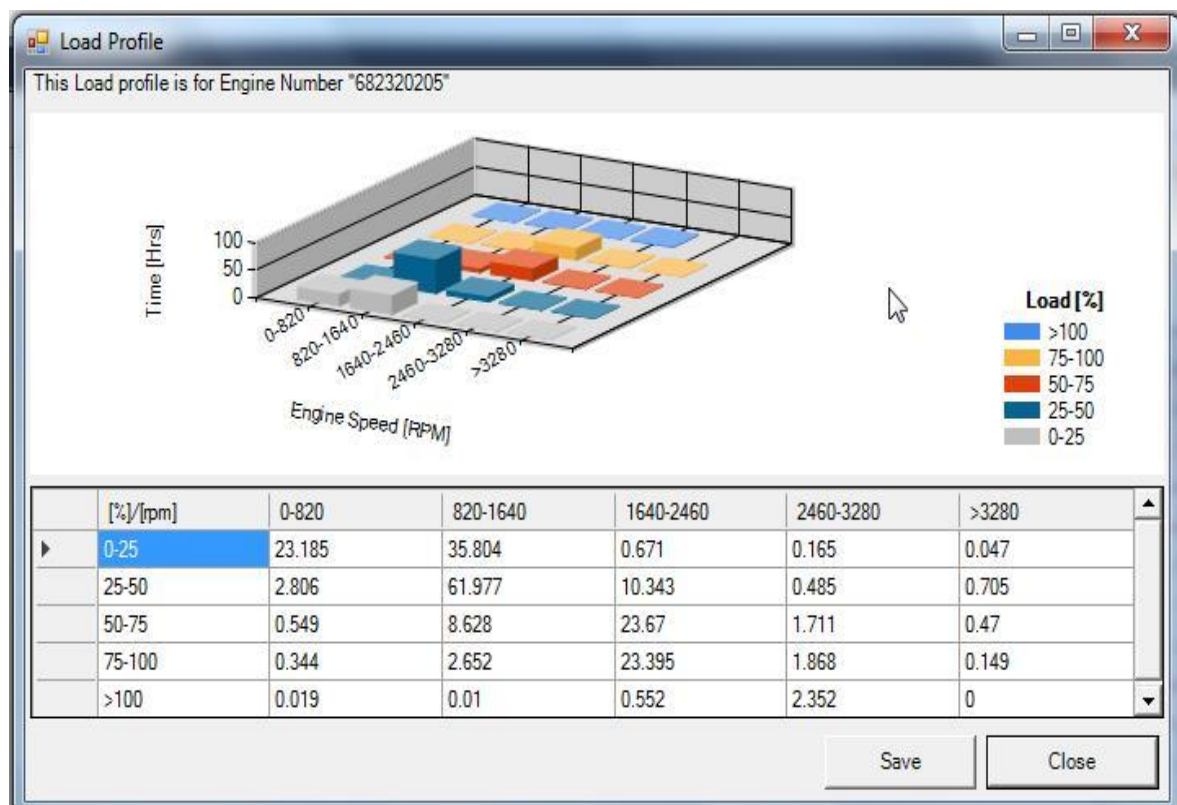 Load Profile
This Load profile is for Engine Number "682320205"
Time [Hrs]
100
50
0
0-820
820-1640
1640-2460
2460-3280
>3280
Engine Speed [RPM]
Load [%]
>100
75-100
50-75
25-50
0-25
[%]/[rpm] 0-820 820-1640 1640-2460 2460-3280 >3280
0-25 23.185 35.804 0.671 0.165 0.047
25-50 2.806 61.977 10.343 0.485 0.705
50-75 0.549 8.628 23.67 1.711 0.47
75-100 0.344 2.652 23.395 1.868 0.149
>100 0.019 0.01 0.552 2.352 0
Save Close